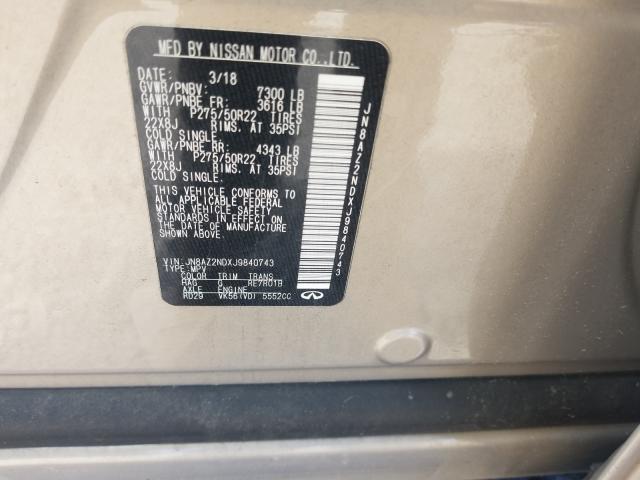 MFD BY NISSAN MOTOR CO.,LTD.
DATE: 3/18
GVWR/PNBV: 7300 LB
GAWR/PNBE FR: 3616 LB
WITH P275/50R22 TIRES
22X8J RIMS. AT 35PSI
COLD SINGLE.
GAWR/PNBE RR: 4343 LB
WITH P275/50R22 TIRES
22X8J RIMS. AT 35PSI
COLD SINGLE.
THIS VEHICLE CONFORMS TO
ALL APPLICABLE FEDERAL
MOTOR VEHICLE SAFETY
STANDARDS IN EFFECT ON
THE DATE OF MANUFACTURE
SHOWN ABOVE.
VIN: JN8AZ2NDXJ9840743
TYPE: MPV
COLOR TRIM TRANS
HAG G RE7R01B
AXLE ENGINE
RD29 VK56(VD) 5552CC
JN8AZ2NDXJ9840743